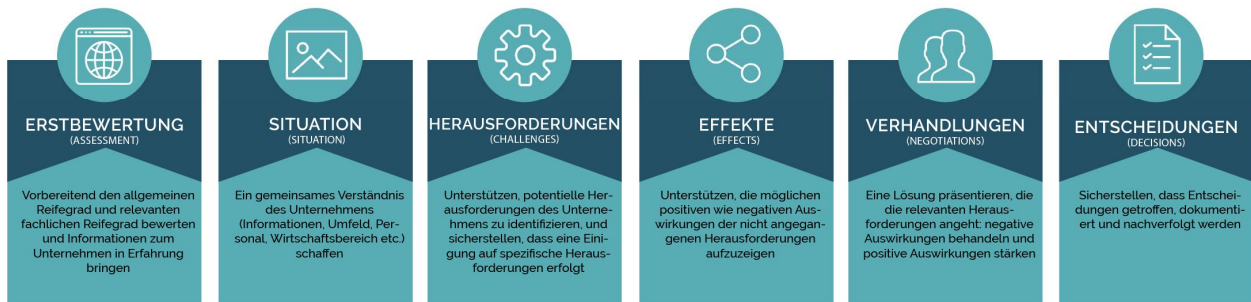 ERSTBEWERTUNG
(ASSESSMENT)
Vorbereitend den allgemeinen
Reifegrad und relevanten
fachlichen Reifegrad bewerten
und Informationen zum
Unternehmen in Erfahrung
bringen
SITUATION
(SITUATION)
Ein gemeinsames Verständnis
des Unternehmens
(Informationen, Umfeld, Per-
sonal, Wirtschaftsbereich etc.)
schaffen
HERAUSFORDERUNGEN
(CHALLENGES)
Unterstützen, potentielle Her-
ausforderungen des Unterne-
hmens zu identifizieren, und
sicherstellen, dass eine Eini-
gung auf spezifische Heraus-
forderungen erfolgt
EFFEKTE
(EFFECTS)
Unterstützen, die möglichen
positiven wie negativen Aus-
wirkungen der nicht angegan-
genen Herausforderungen
aufzuzeigen
VERHANDLUNGEN
(NEGOTIATIONS)
Eine Lösung präsentieren, die
die relevanten Heraus-
forderungen angeht: negative
Auswirkungen behandeln und
positive Auswirkungen stärken
ENTSCHEIDUNGEN
(DECISIONS)
Sicherstellen, dass Entschei-
dungen getroffen, dokumenti-
ert und nachverfolgt werden